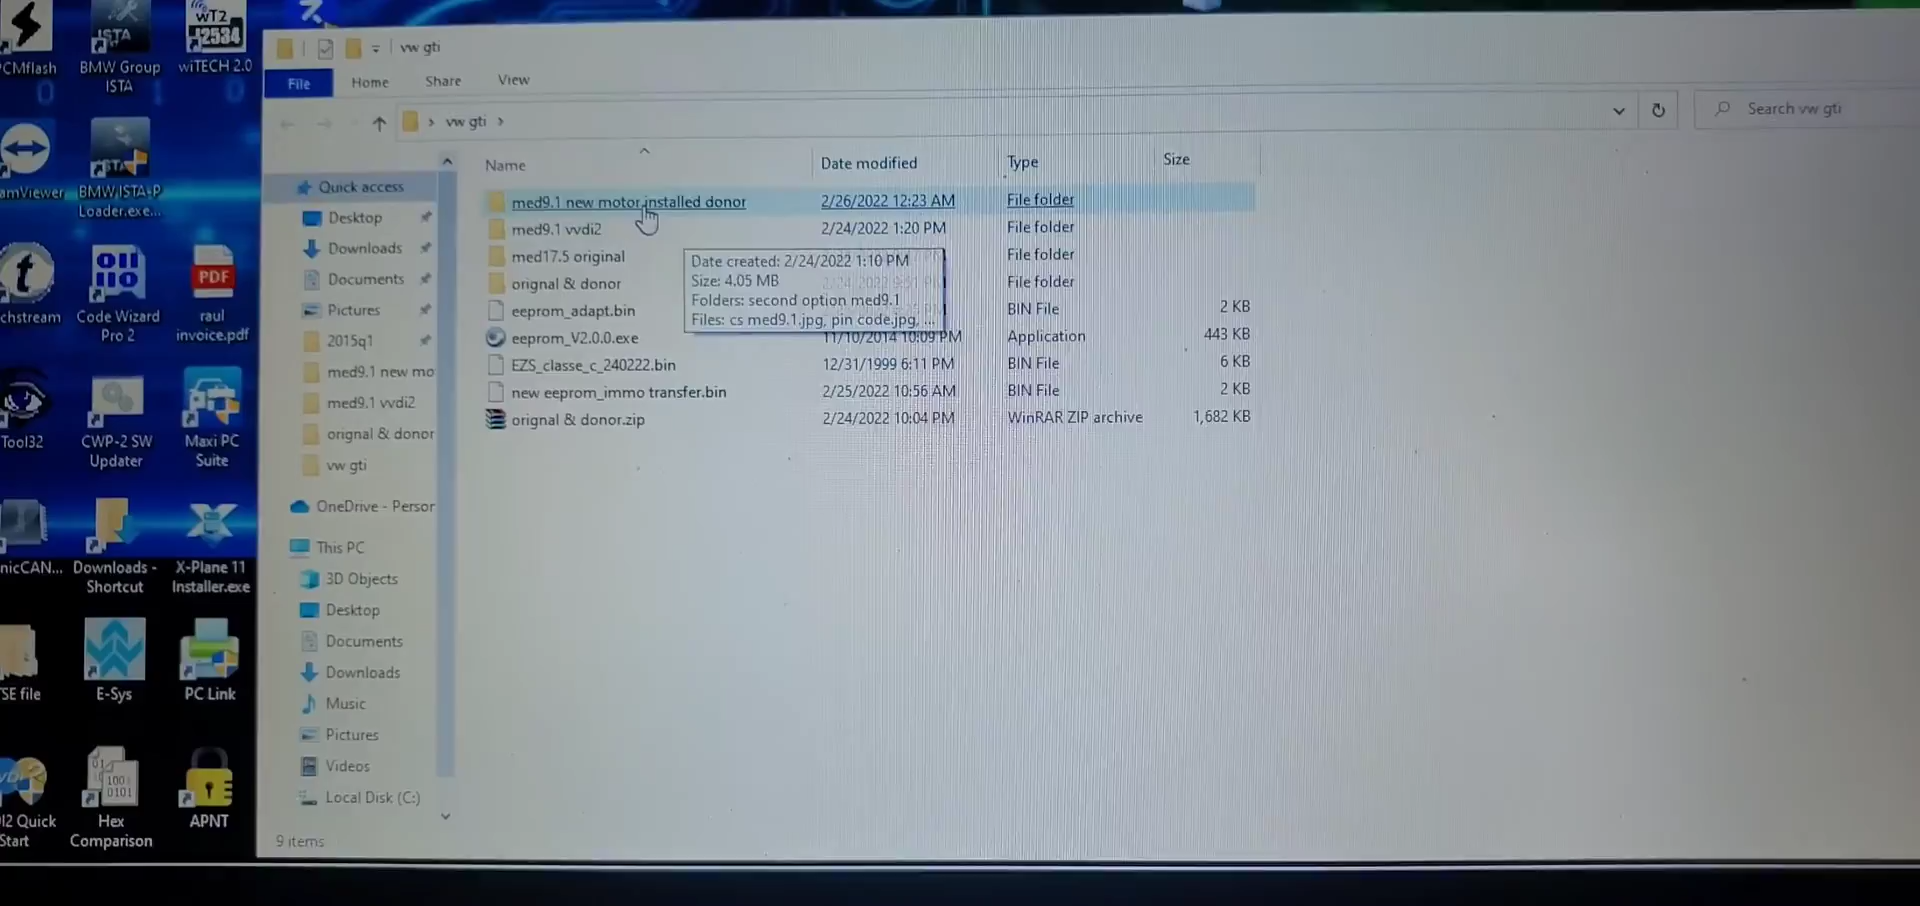 WT2
J2534
ISTA
BMW Group
ISTA
wiTECH 2.0
BMW ISTA-P
Loader.exe...
OII
IIO
Code Wizard
Pro 2
PDF
raul
invoice.pdf
Tool32
CWP-2 SW
Updater
Maxi PC
Suite
Downloads -
Shortcut
X-Plane 11
Installer.exe
E-Sys
PC Link
Hex
Comparison
APNT
vw gti
File
Home
Share
View
vw gti
Search vw gti
Name
Date modified
Type
Size
Quick access
Desktop
Downloads
Documents
Pictures
2015q1
med9.1 new mo
med9.1 vvdi2
orignal & donor
vw gti
OneDrive - Persor
This PC
3D Objects
Desktop
Documents
Downloads
Music
Pictures
Videos
Local Disk (C:)
9 items
med9.1 new motor installed donor 2/26/2022 12:23 AM File folder
med9.1 vvdi2 2/24/2022 1:20 PM File folder
med17.5 original File folder
orignal & donor File folder
eeprom_adapt.bin BIN File 2 KB
eeprom_V2.0.0.exe 11/10/2014 10:09 PM Application 443 KB
EZS_classe_c_240222.bin 12/31/1999 6:11 PM BIN File 6 KB
new eeprom_immo transfer.bin 2/25/2022 10:56 AM BIN File 2 KB
orignal & donor.zip 2/24/2022 10:04 PM WinRAR ZIP archive 1,682 KB
Date created: 2/24/2022 1:10 PM
Size: 4.05 MB
Folders: second option med9.1
Files: cs med9.1.jpg, pin code.jpg, ...